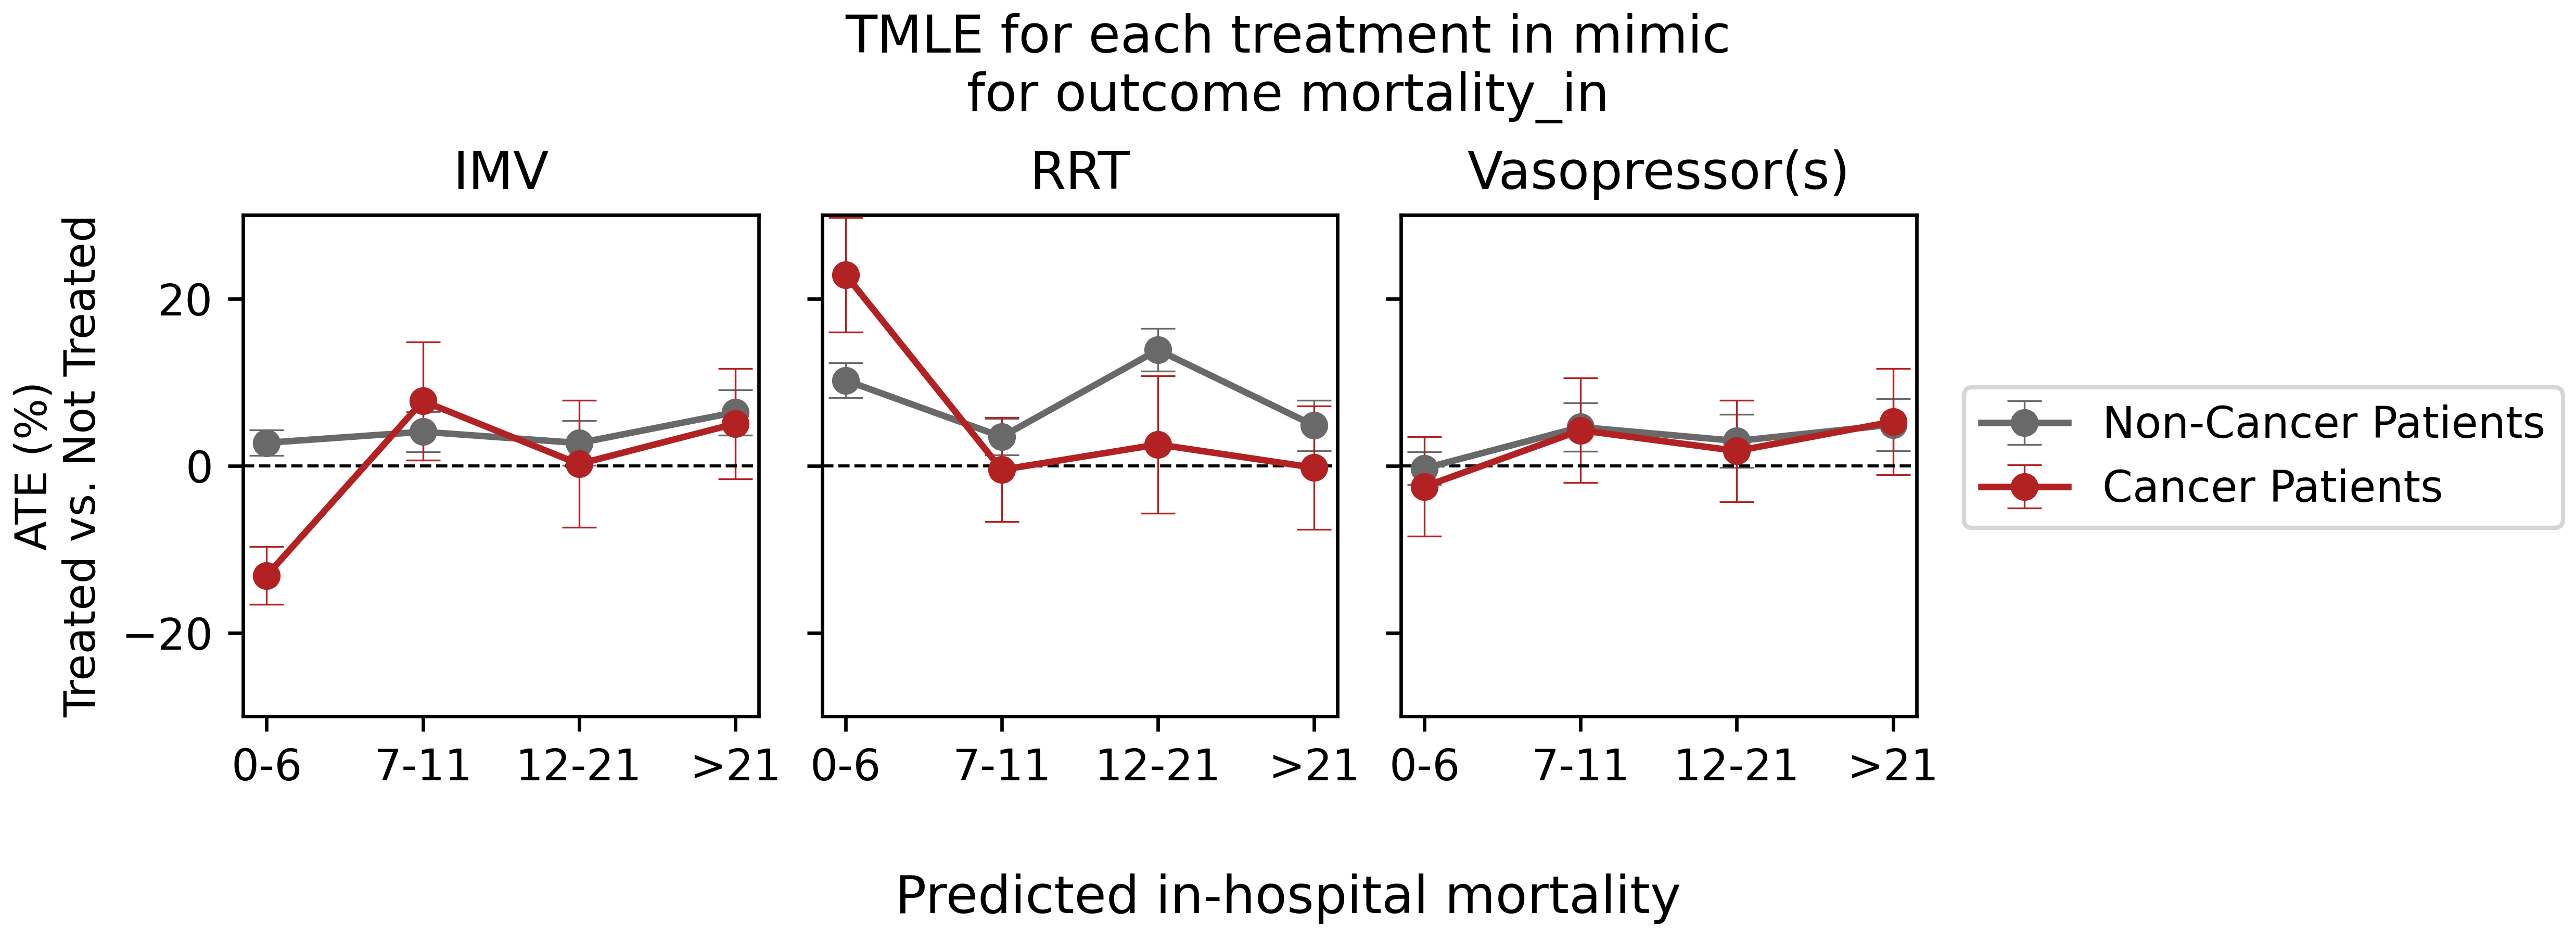 TMLE for each treatment in mimic
for outcome mortality_in
IMV
RRT
Vasopressor(s)
ATE (%)
Treated vs. Not Treated
20
0
−20
0-6
7-11
12-21
>21
0-6
7-11
12-21
>21
0-6
7-11
12-21
>21
Non-Cancer Patients
Cancer Patients
Predicted in-hospital mortality